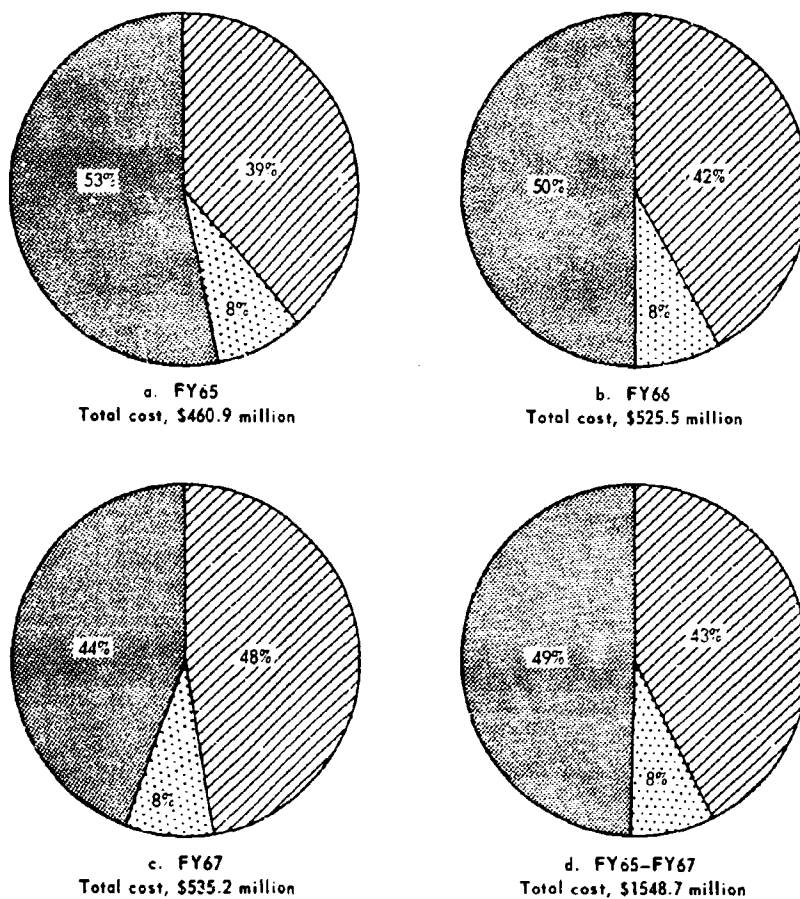 53%
39%
8%
a. FY65
Total cost, $460.9 million
50%
42%
8%
b. FY66
Total cost, $525.5 million
44%
48%
8%
c. FY67
Total cost, $535.2 million
49%
43%
8%
d. FY65–FY67
Total cost, $1548.7 million